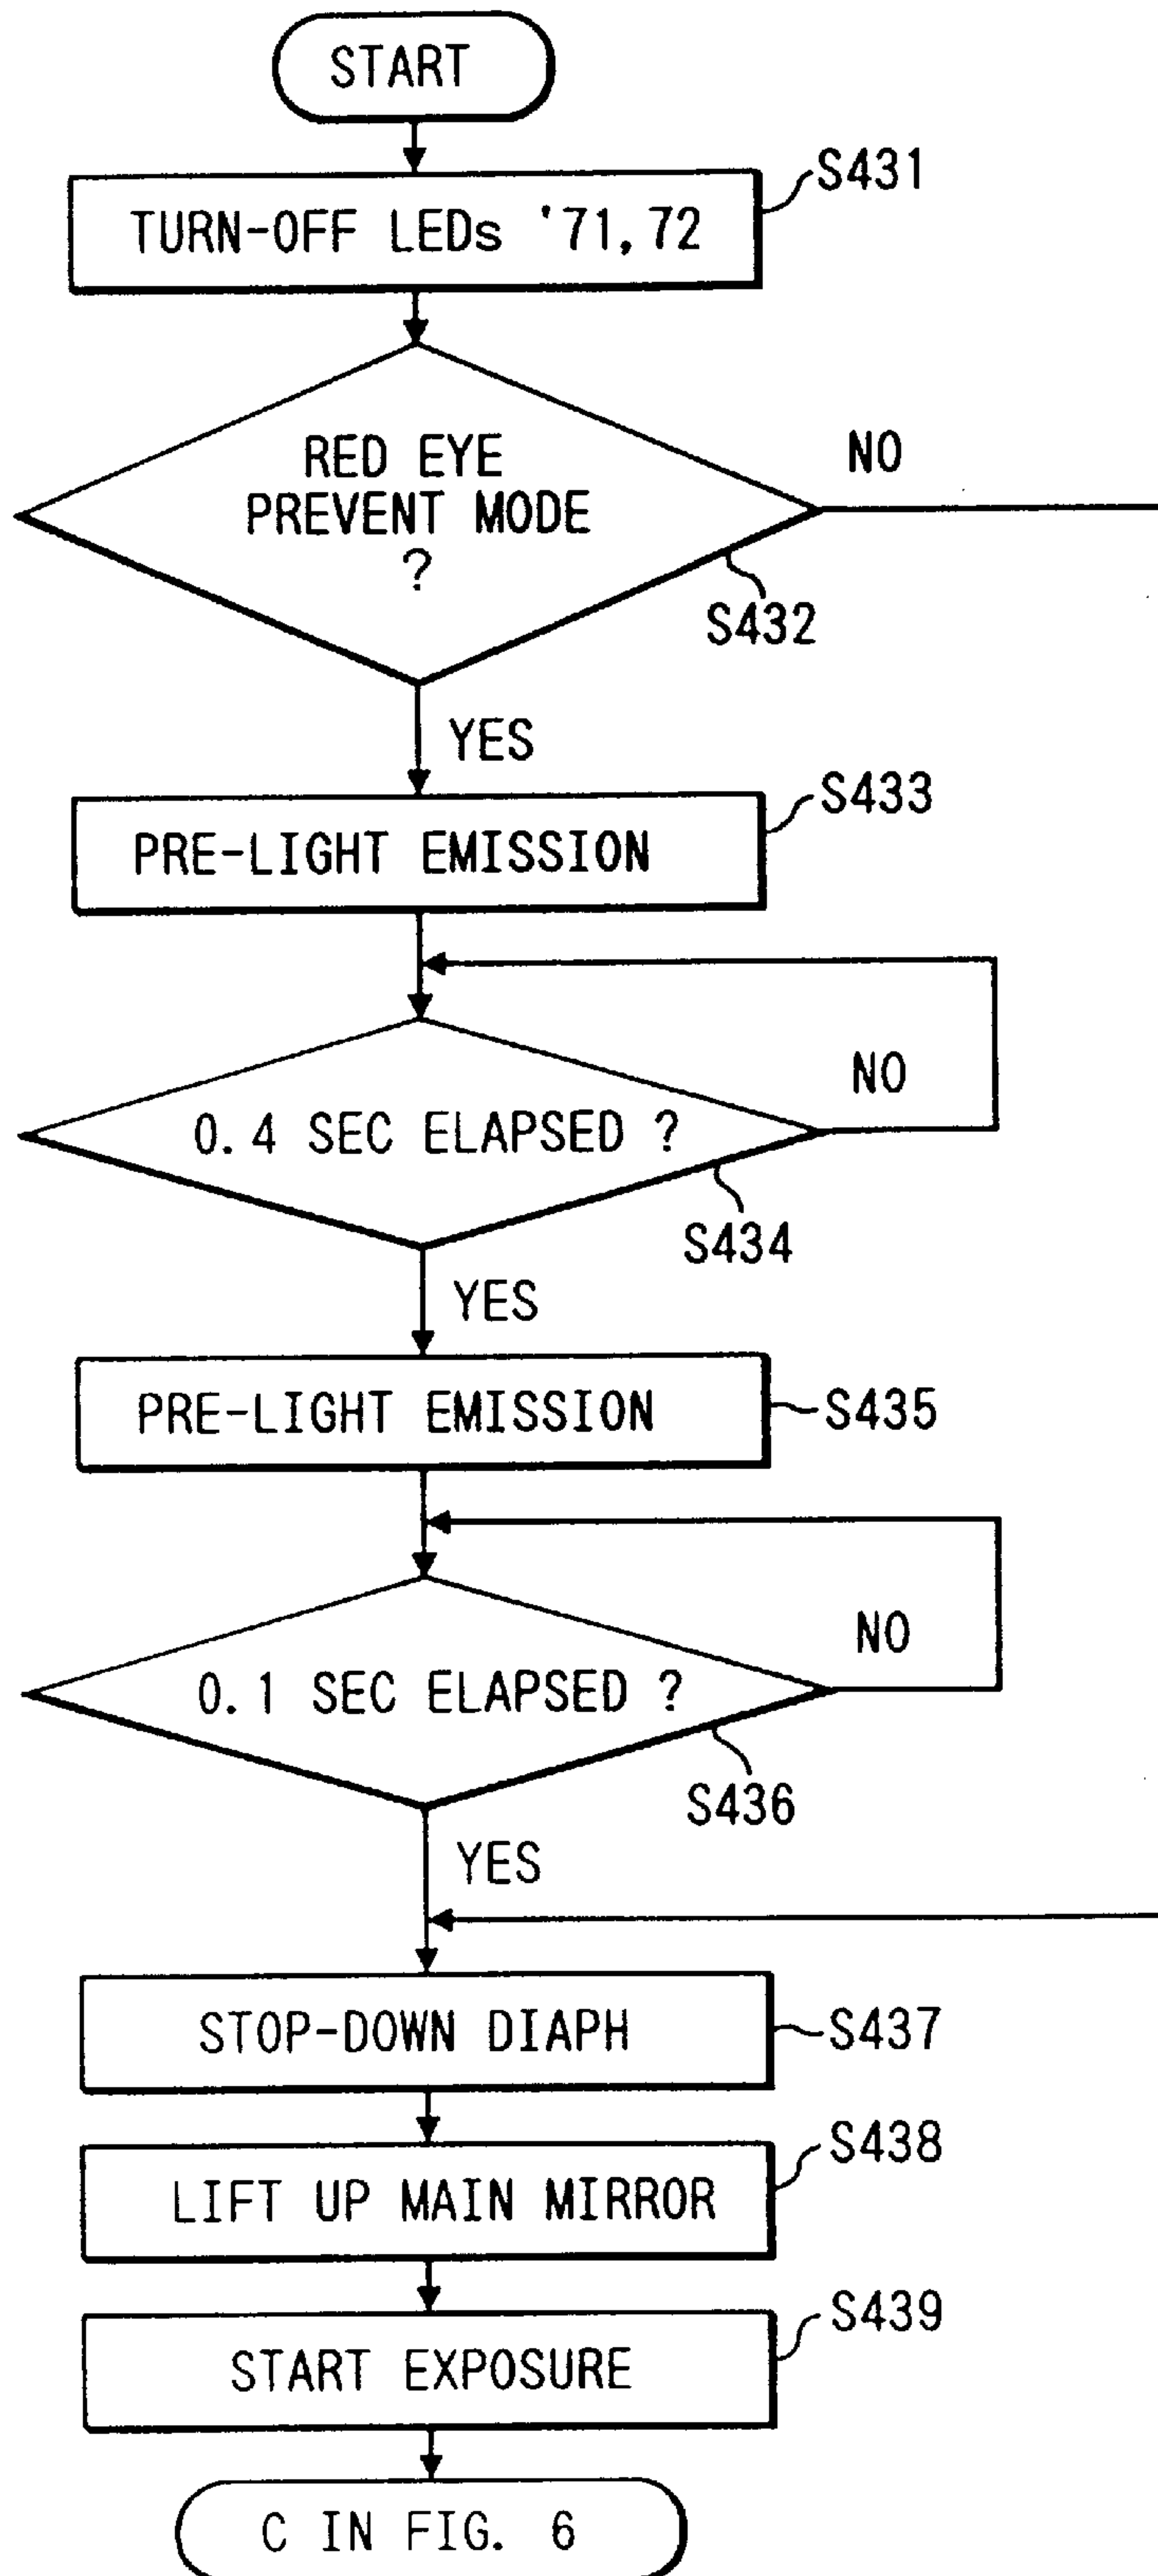 START
S431
TURN-OFF LEDs '71, 72
RED EYE
PREVENT MODE
?
NO
S432
YES
S433
PRE-LIGHT EMISSION
NO
0.4 SEC ELAPSED ?
S434
YES
PRE-LIGHT EMISSION
S435
NO
0.1 SEC ELAPSED ?
S436
YES
STOP-DOWN DIAPH
S437
S438
LIFT UP MAIN MIRROR
S439
START EXPOSURE
C IN FIG. 6